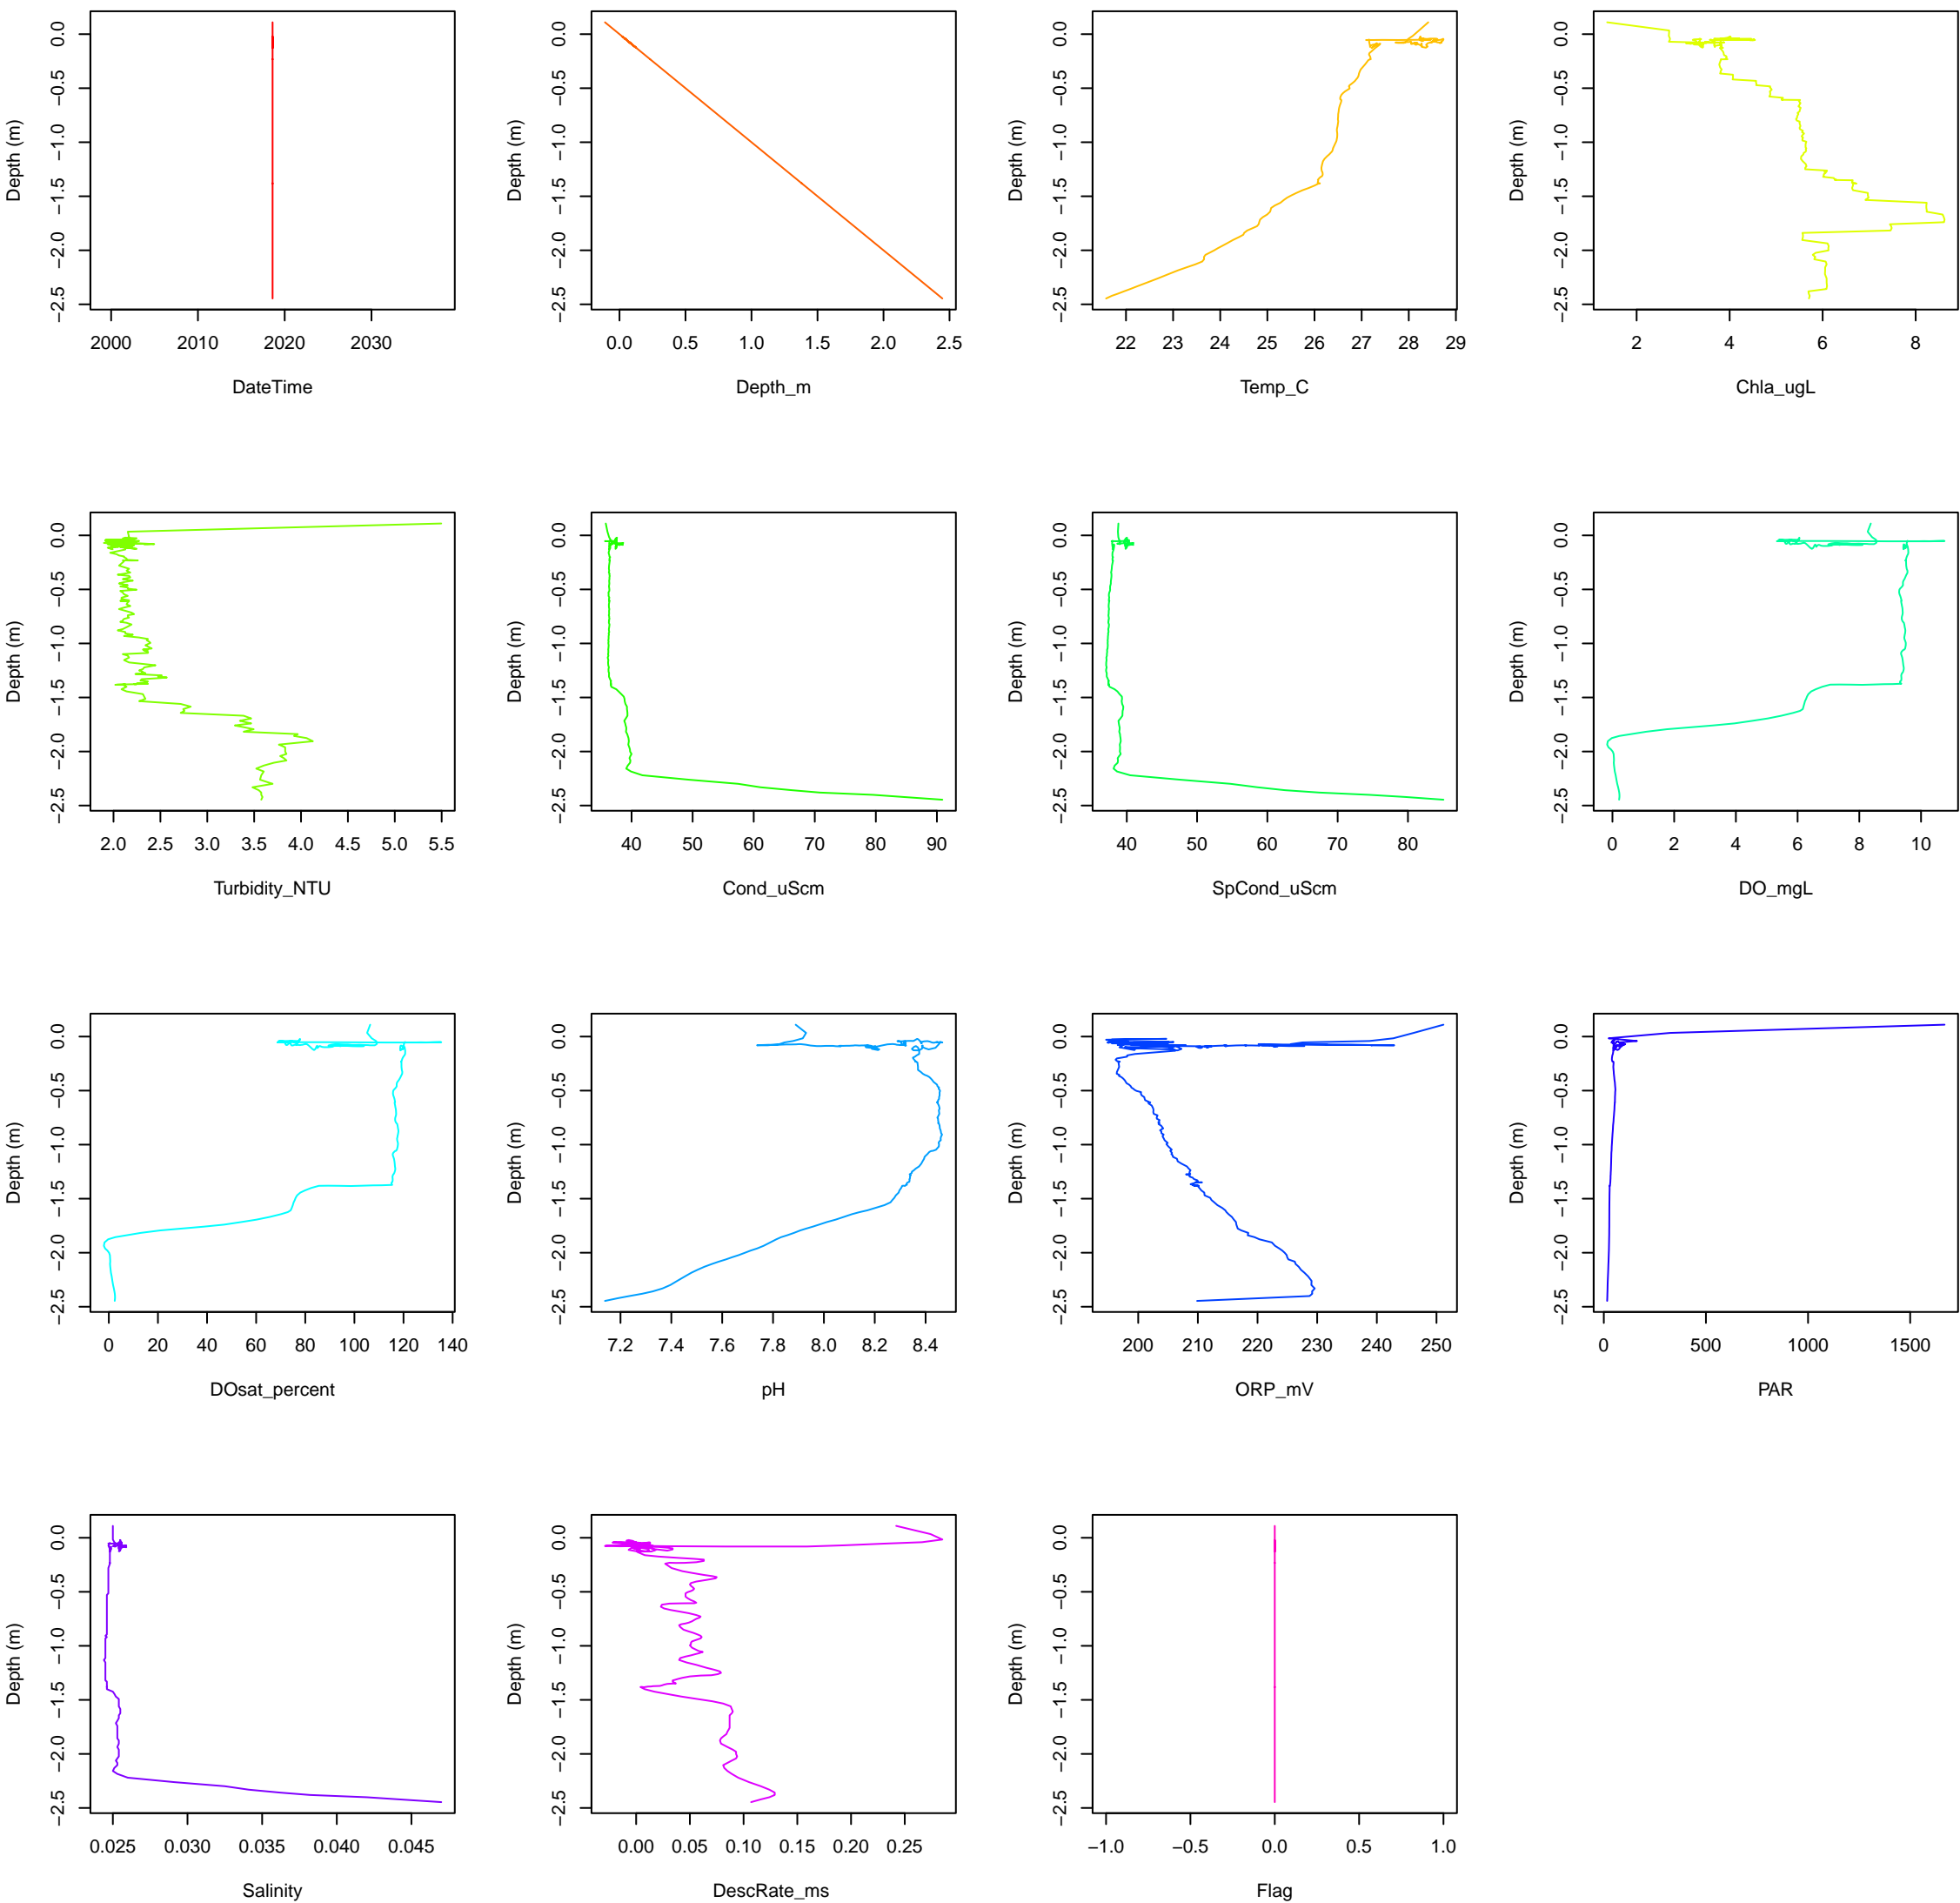 0.0 0.0 0.0 0.0
−0.5 −0.5 −0.5 −0.5
Depth (m) Depth (m) Depth (m) Depth (m)
−1.0 −1.0 −1.0 −1.0
−1.5 −1.5 −1.5 −1.5
−2.0 −2.0 −2.0 −2.0
−2.5 −2.5 −2.5 −2.5
2000 2010 2020 2030 0.0 0.5 1.0 1.5 2.0 2.5 22 23 24 25 26 27 28 29 2 4 6 8
DateTime Depth_m Temp_C Chla_ugL
0.0 0.0 0.0 0.0
−0.5 −0.5 −0.5 −0.5
Depth (m) Depth (m) Depth (m) Depth (m)
−1.0 −1.0 −1.0 −1.0
−1.5 −1.5 −1.5 −1.5
−2.0 −2.0 −2.0 −2.0
−2.5 −2.5 −2.5 −2.5
2.0 2.5 3.0 3.5 4.0 4.5 5.0 5.5 40 50 60 70 80 90 40 50 60 70 80 0 2 4 6 8 10
Turbidity_NTU Cond_uScm SpCond_uScm DO_mgL
0.0 0.0 0.0 0.0
−0.5 −0.5 −0.5 −0.5
Depth (m) Depth (m) Depth (m) Depth (m)
−1.0 −1.0 −1.0 −1.0
−1.5 −1.5 −1.5 −1.5
−2.0 −2.0 −2.0 −2.0
−2.5 −2.5 −2.5 −2.5
0 20 40 60 80 100 120 140 7.2 7.4 7.6 7.8 8.0 8.2 8.4 200 210 220 230 240 250 0 500 1000 1500
DOsat_percent pH ORP_mV PAR
0.0 0.0 0.0
−0.5 −0.5 −0.5
Depth (m) Depth (m) Depth (m)
−1.0 −1.0 −1.0
−1.5 −1.5 −1.5
−2.0 −2.0 −2.0
−2.5 −2.5 −2.5
0.025 0.030 0.035 0.040 0.045 0.00 0.05 0.10 0.15 0.20 0.25 −1.0 −0.5 0.0 0.5 1.0
Salinity DescRate_ms Flag